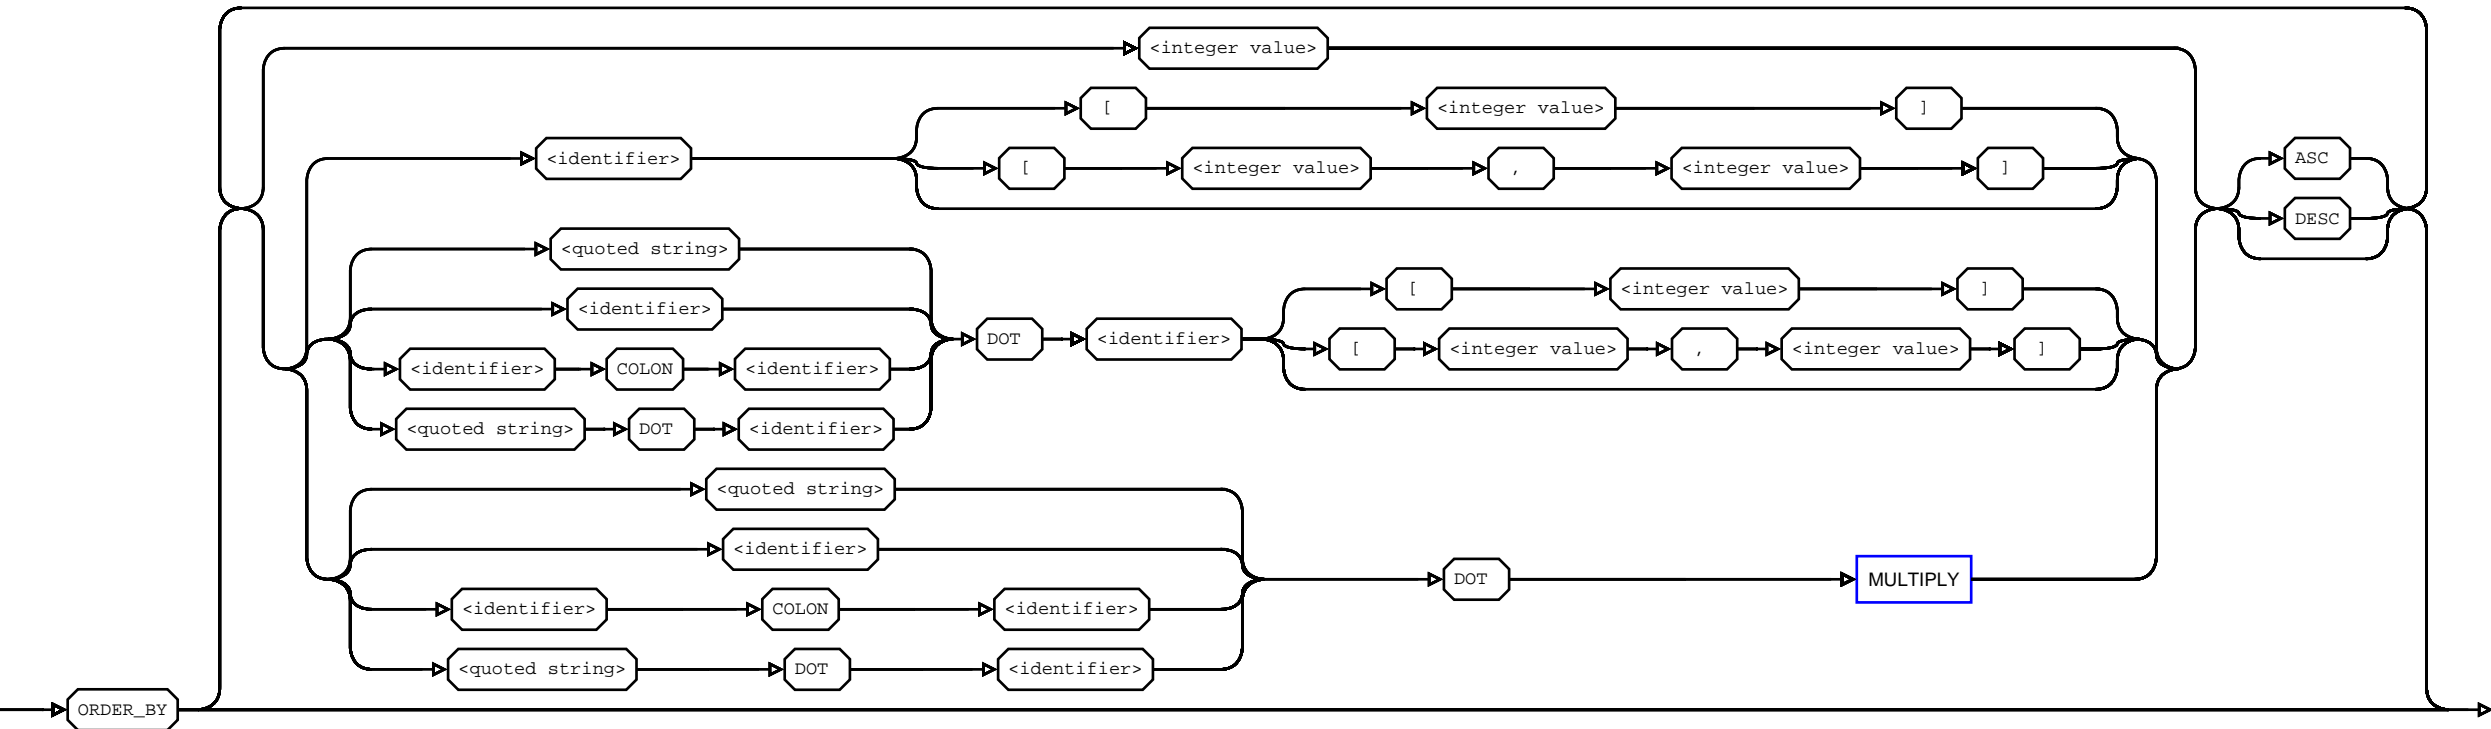 <integer value>
[ <integer value> ]
<identifier> ASC
[ <integer value> , <integer value> ]
DESC
<quoted string>
[ <integer value> ]
<identifier>
DOT <identifier>
[ <integer value> , <integer value> ]
<identifier> COLON <identifier>
<quoted string> DOT <identifier>
<quoted string>
<identifier>
DOT MULTIPLY
<identifier> COLON <identifier>
<quoted string> DOT <identifier>
ORDER_BY